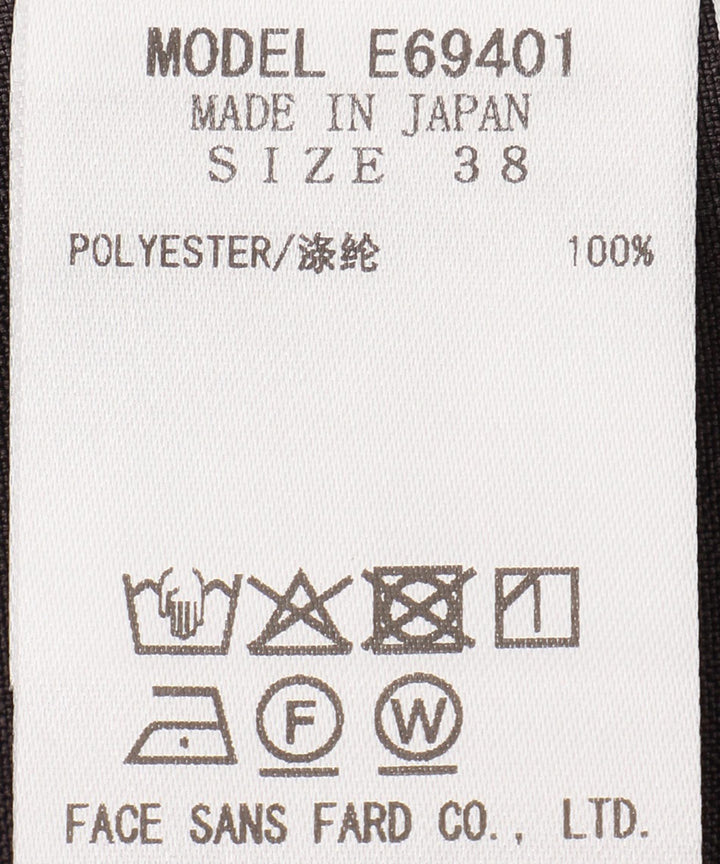 MODEL E69401
MADE IN JAPAN
SIZE 38
POLYESTER/涤纶 100%
F W
FACE SANS FARD CO., LTD.